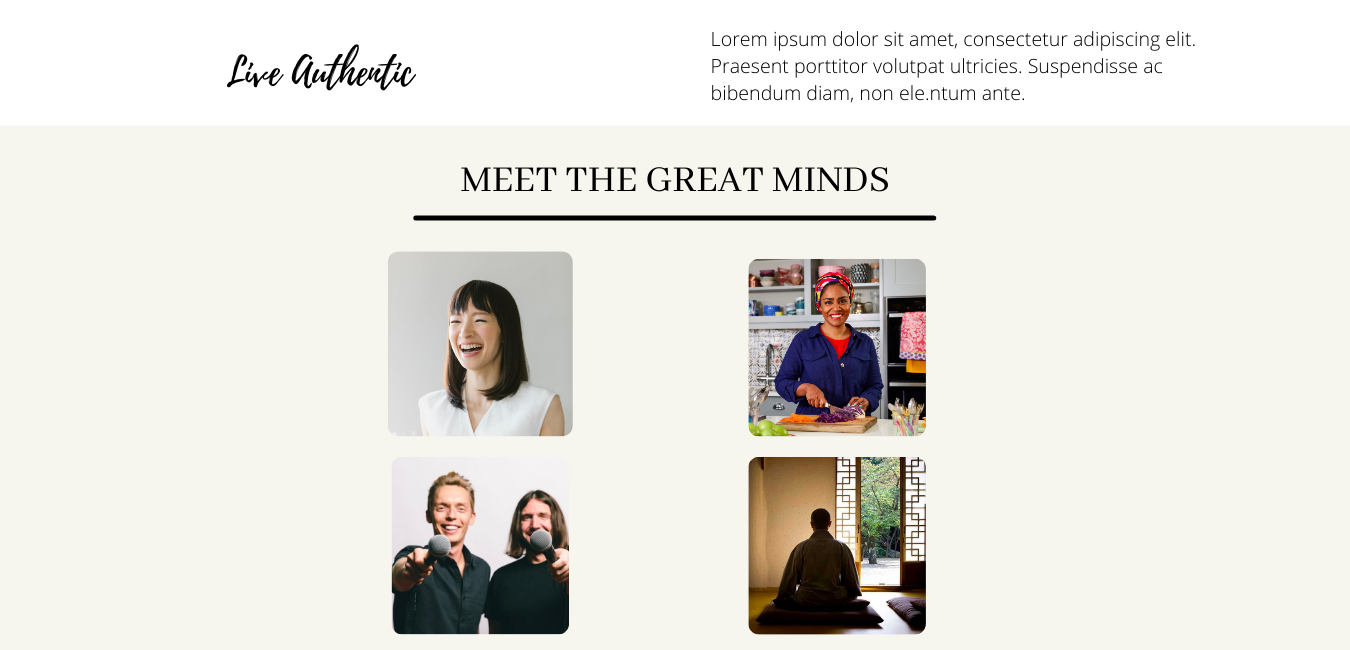 Live Authentic
Lorem ipsum dolor sit amet, consectetur adipiscing elit.
Praesent porttitor volutpat ultricies. Suspendisse ac
bibendum diam, non ele.ntum ante.
MEET THE GREAT MINDS